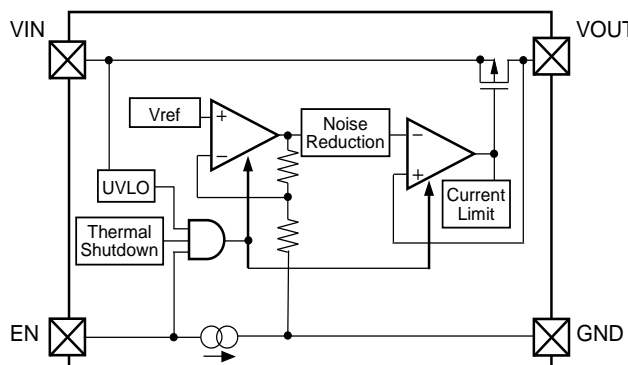 VIN
VOUT
Vref
+
−
Noise
Reduction
−
+
UVLO
Current
Limit
Thermal
Shutdown
EN
GND